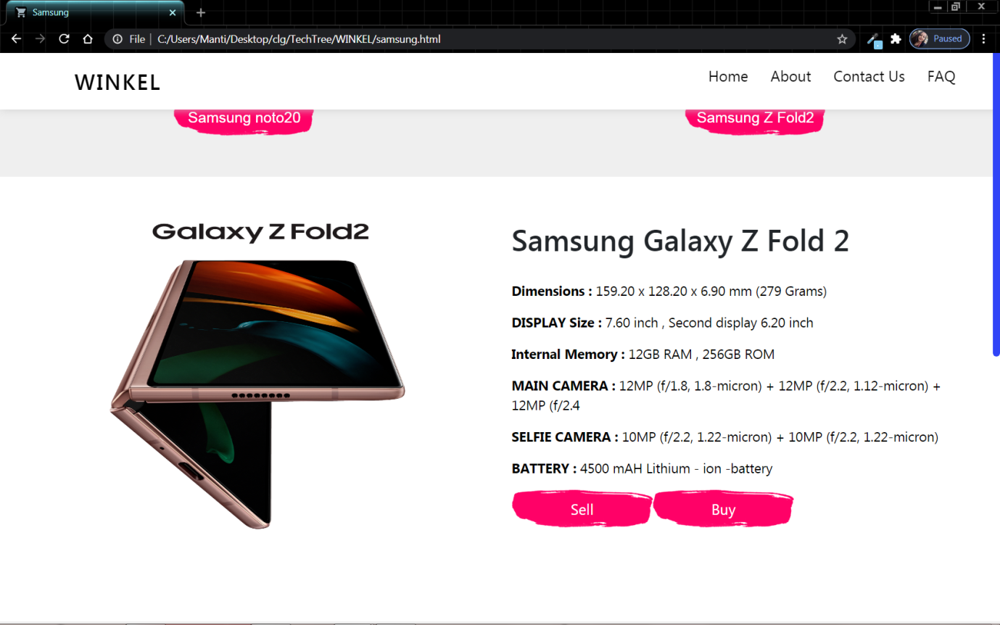 Samsung
Paused
File | C:/Users/Manti/Desktop/clg/TechTree/WINKEL/samsung.html
WINKEL
Home About Contact Us FAQ
Samsung noto20 Samsung Z Fold2
Galaxy Z Fold2
Samsung Galaxy Z Fold 2
Dimensions : 159.20 x 128.20 x 6.90 mm (279 Grams)
DISPLAY Size : 7.60 inch , Second display 6.20 inch
Internal Memory : 12GB RAM , 256GB ROM
MAIN CAMERA : 12MP (f/1.8, 1.8-micron) + 12MP (f/2.2, 1.12-micron) +
12MP (f/2.4
SELFIE CAMERA : 10MP (f/2.2, 1.22-micron) + 10MP (f/2.2, 1.22-micron)
BATTERY : 4500 mAH Lithium - ion -battery
Sell Buy